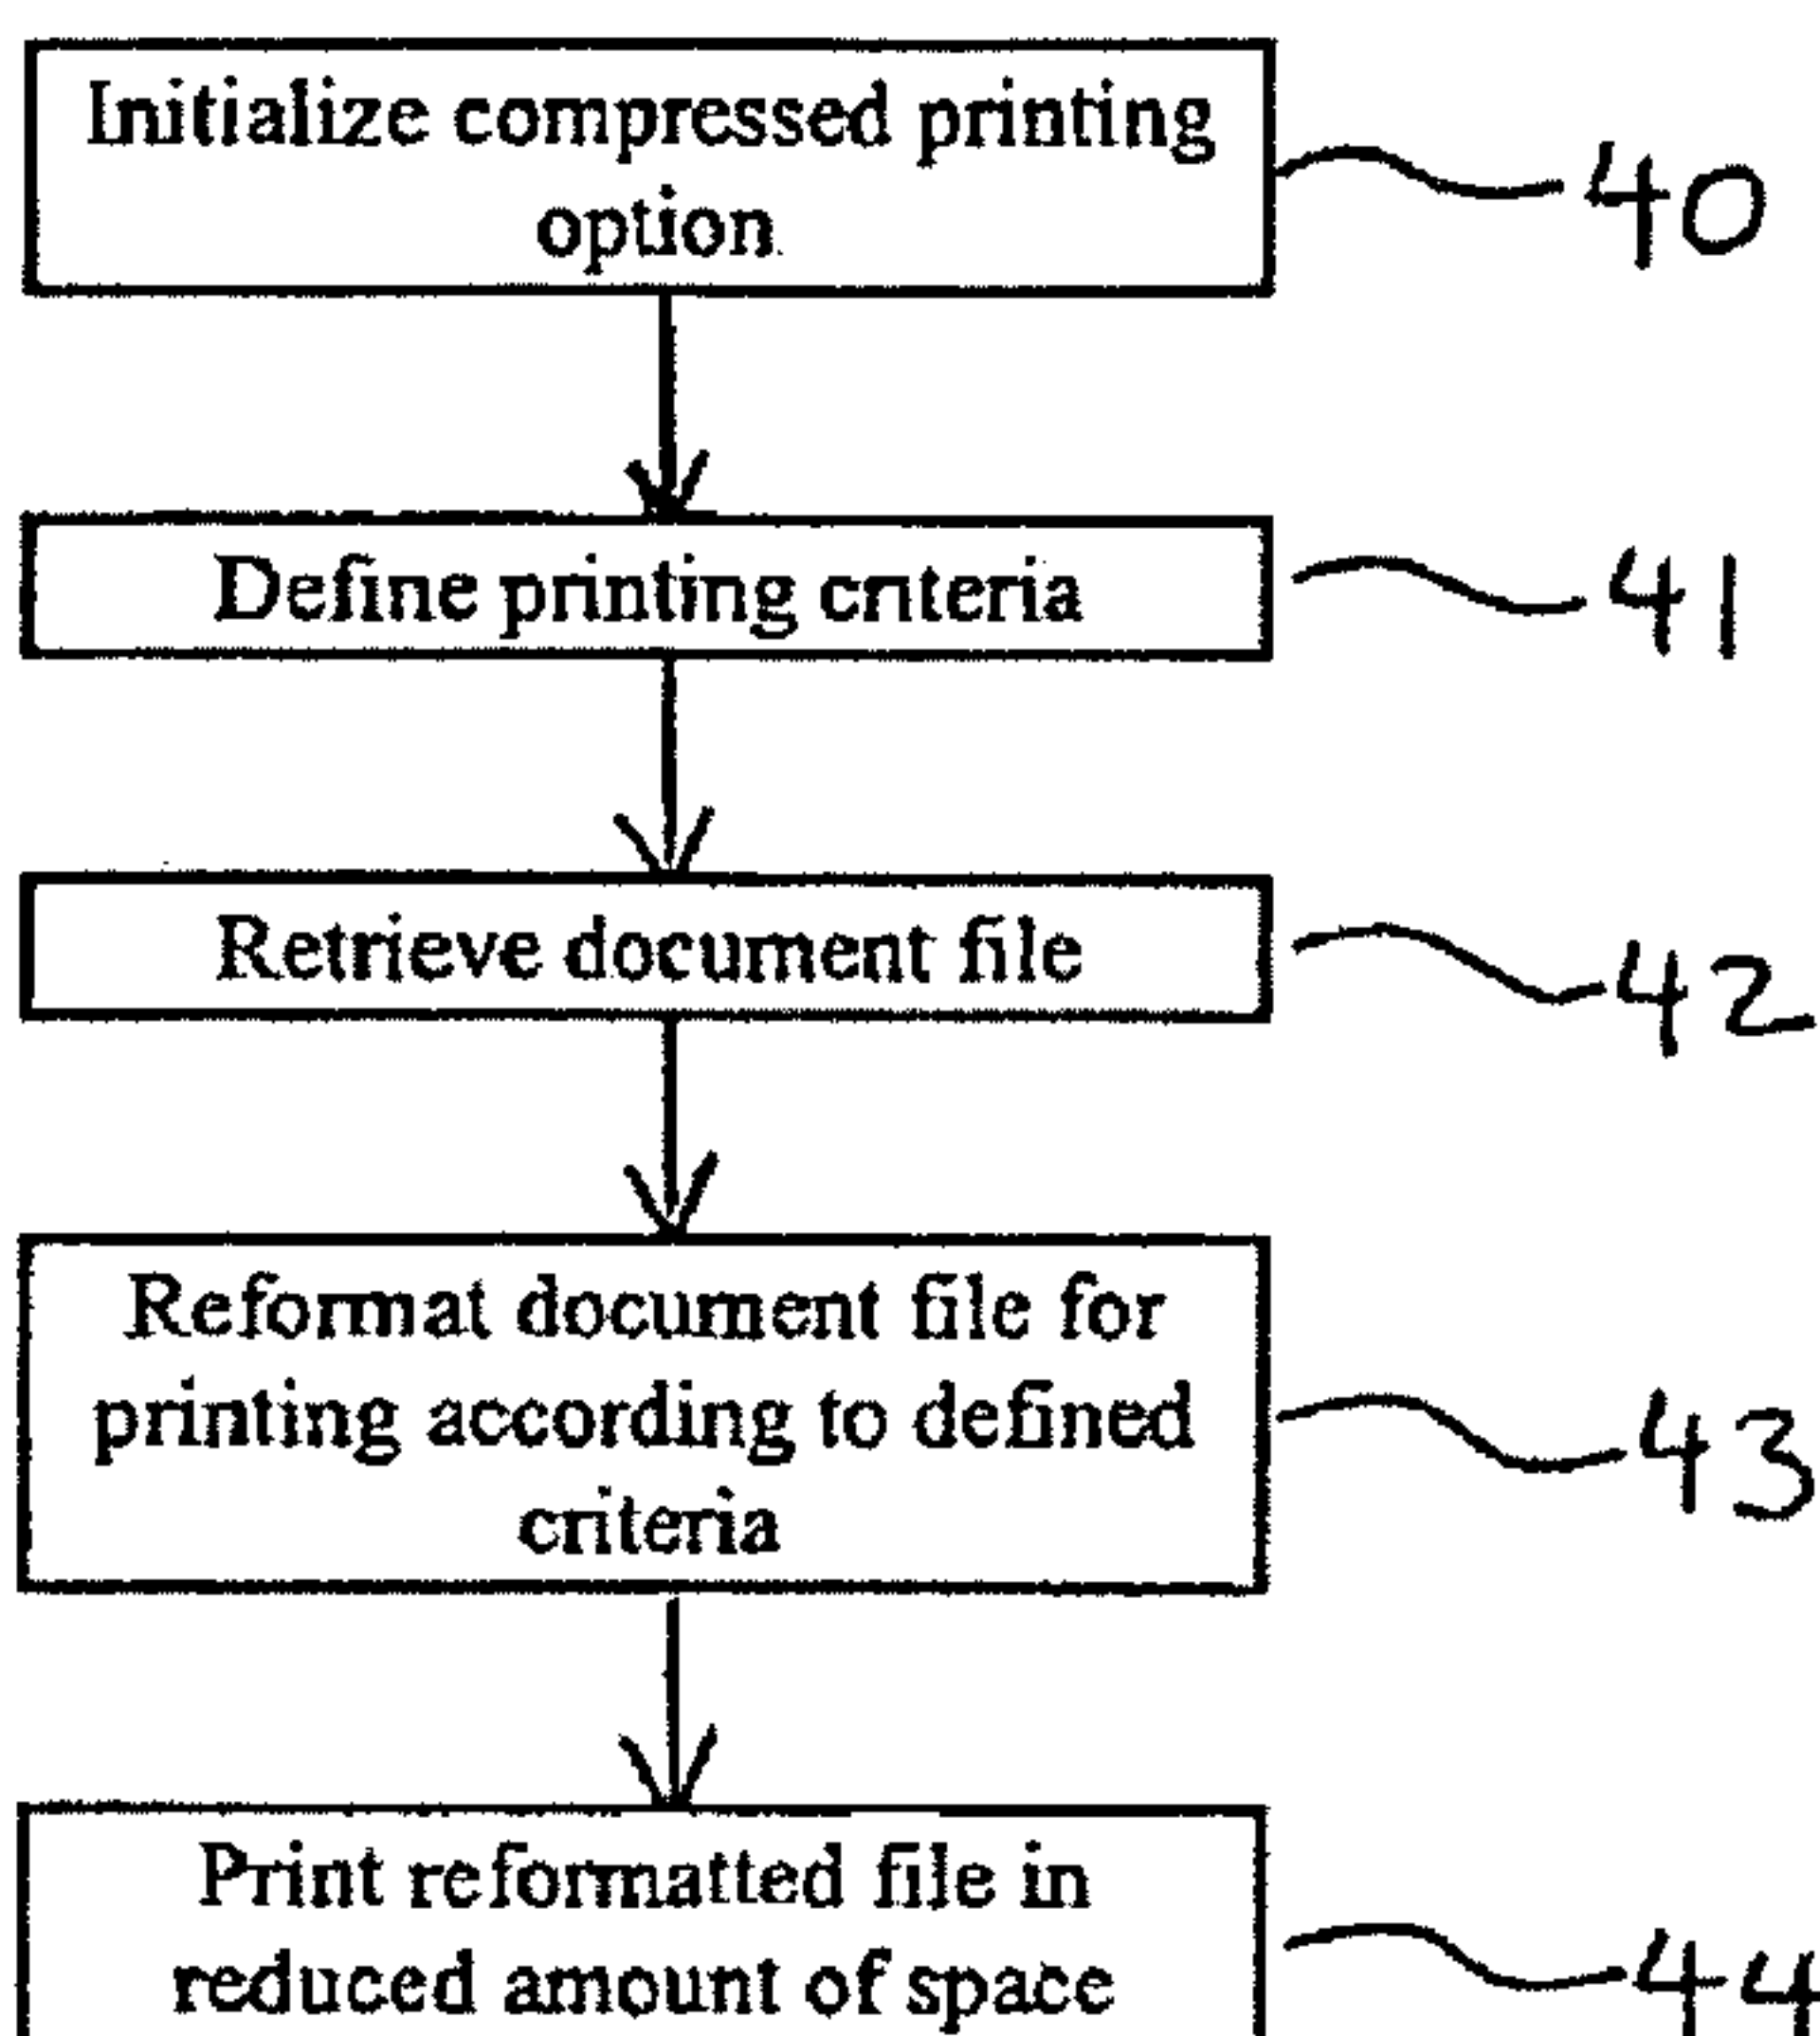 Initialize compressed printing
option
40
Define printing criteria
41
Retrieve document file
42
Reformat document file for
printing according to defined
criteria
43
Print reformatted file in
reduced amount of space
44